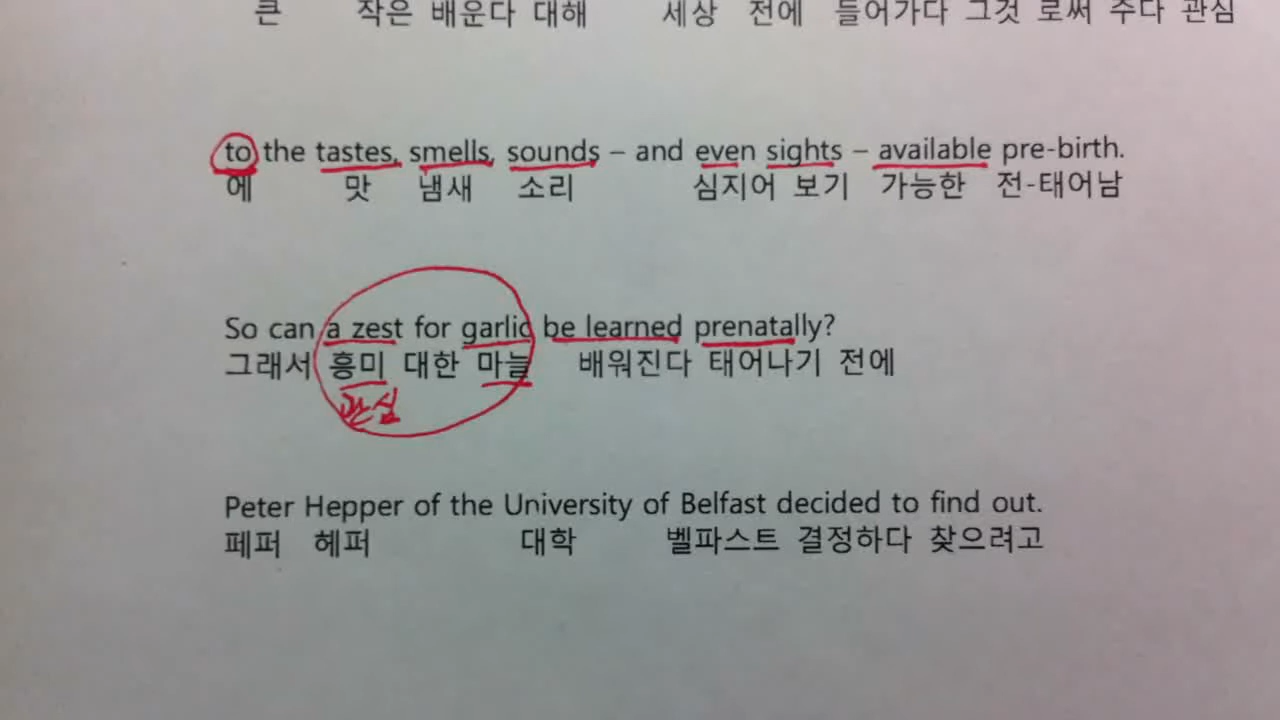 큰 작은 배운다 대해 세상 전에 들어가다 그것 로써 주다 관심
to the tastes, smells, sounds – and even sights – available pre-birth.
에 맛 냄새 소리 심지어 보기 가능한 전-태어남
So can a zest for garlic be learned prenatally?
그래서 흥미 대한 마늘 배워진다 태어나기 전에
관심
Peter Hepper of the University of Belfast decided to find out.
페퍼 헤퍼 대학 벨파스트 결정하다 찾으려고